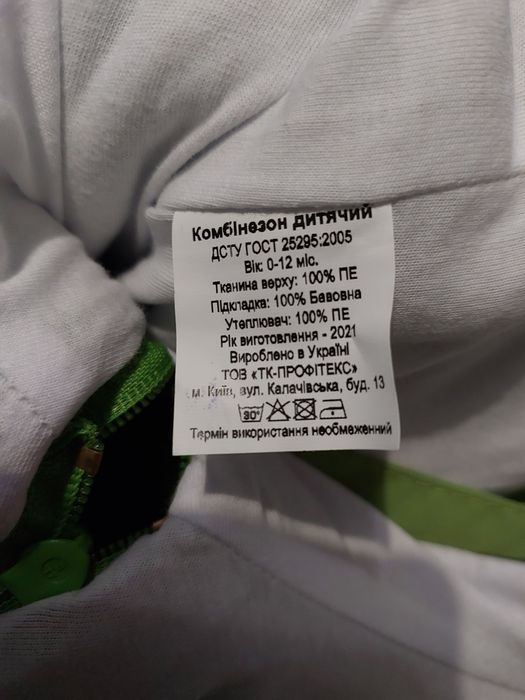 Комбінезон дитячий
ДСТУ ГОСТ 25295:2005
Вік: 0-12 міс.
Тканина верху: 100% ПЕ
Підкладка: 100% Бавовна
Утеплювач: 100% ПЕ
Рік виготовлення - 2021
Вироблено в Україні
ТОВ «ТК-ПРОФІТЕКС»
м. Київ, вул. Калачівська, буд. 13
30°
Термін використання необмежений